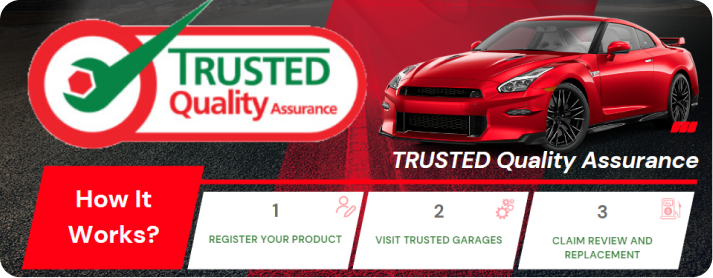 TRUSTED
Quality Assurance
TRUSTED Quality Assurance
How It
Works?
1
REGISTER YOUR PRODUCT
2
VISIT TRUSTED GARAGES
3
CLAIM REVIEW AND
REPLACEMENT